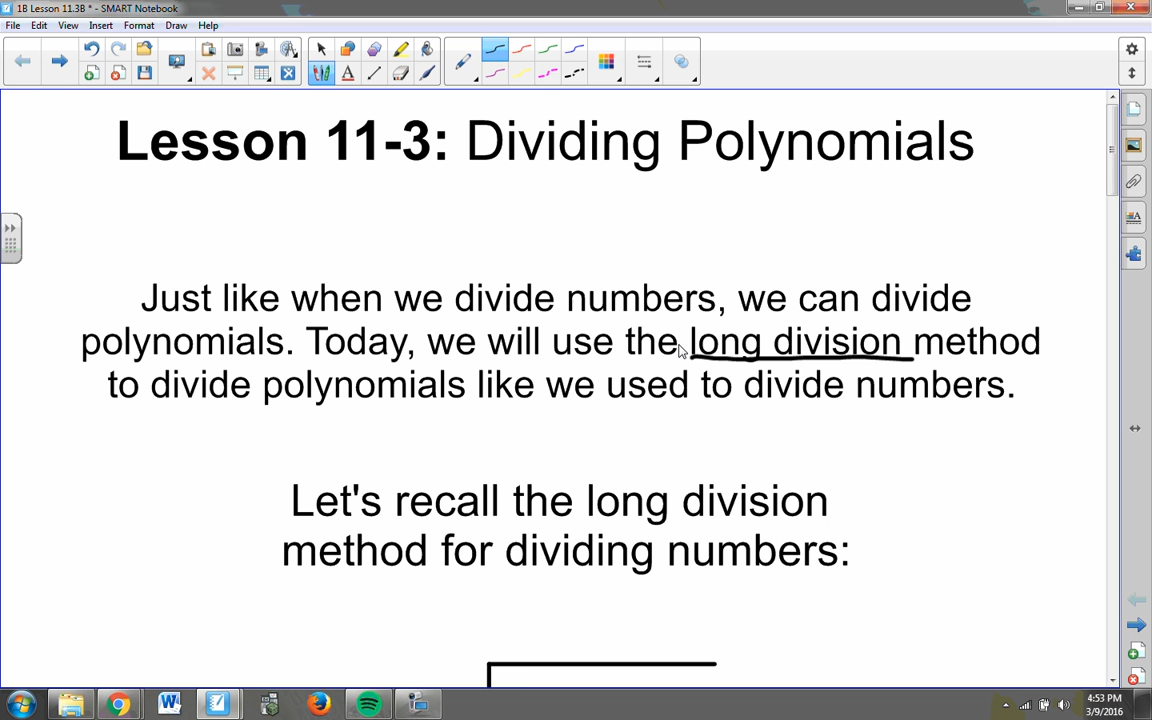 1B Lesson 11.3B * - SMART Notebook
File Edit View Insert Format Draw Help
Lesson 11-3: Dividing Polynomials
Just like when we divide numbers, we can divide
polynomials. Today, we will use the long division method
to divide polynomials like we used to divide numbers.
Let's recall the long division
method for dividing numbers:
4:53 PM
3/9/2016